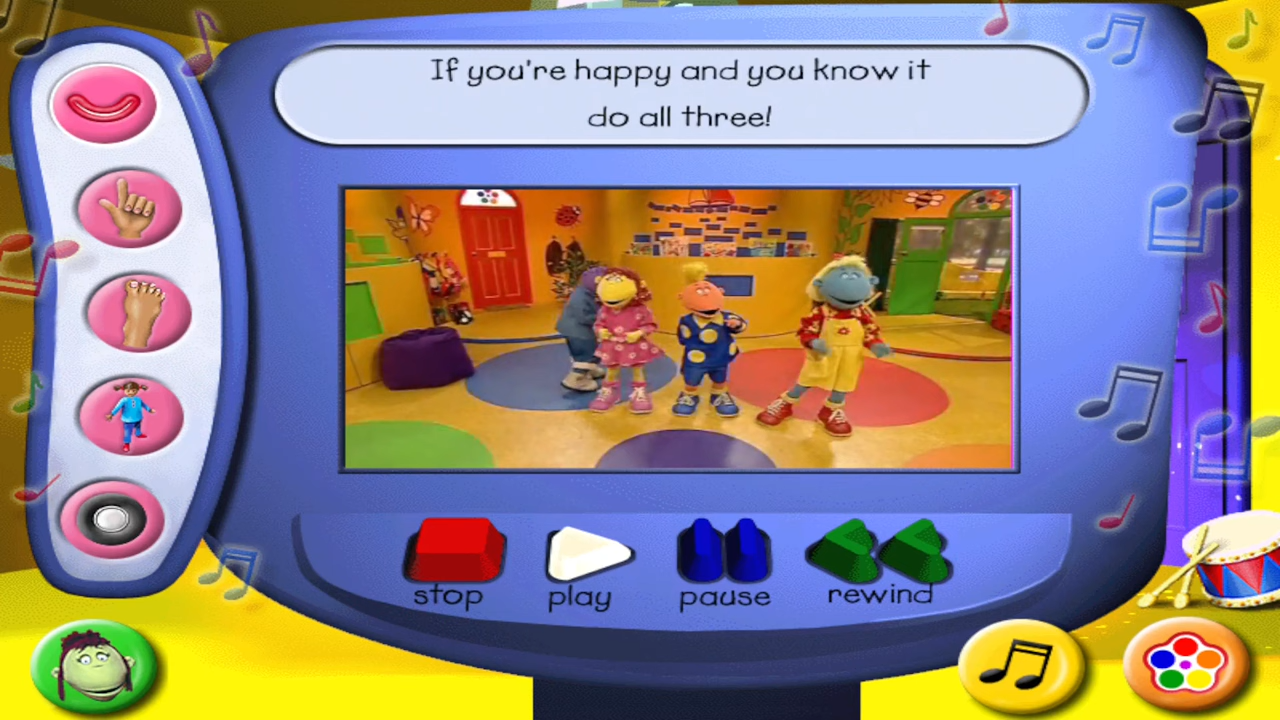 If you're happy and you know it
do all three!
stop
play
pause
rewind